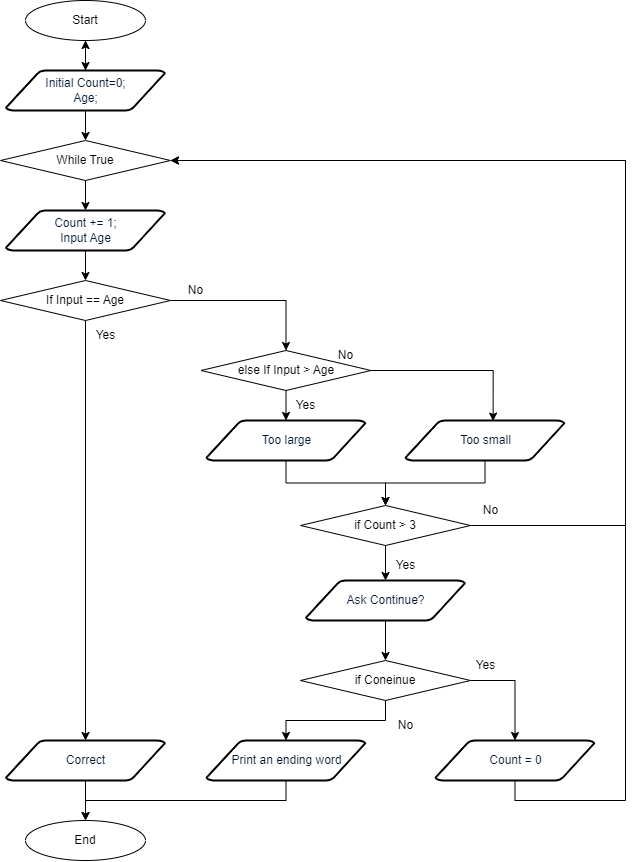 Start
Initial Count=0;
Age;
While True
Count += 1;
Input Age
If Input == Age
No
Yes
else If Input > Age
No
Yes
Too large
Too small
if Count > 3
No
Yes
Ask Continue?
if Coneinue
Yes
No
Correct
Print an ending word
Count = 0
End